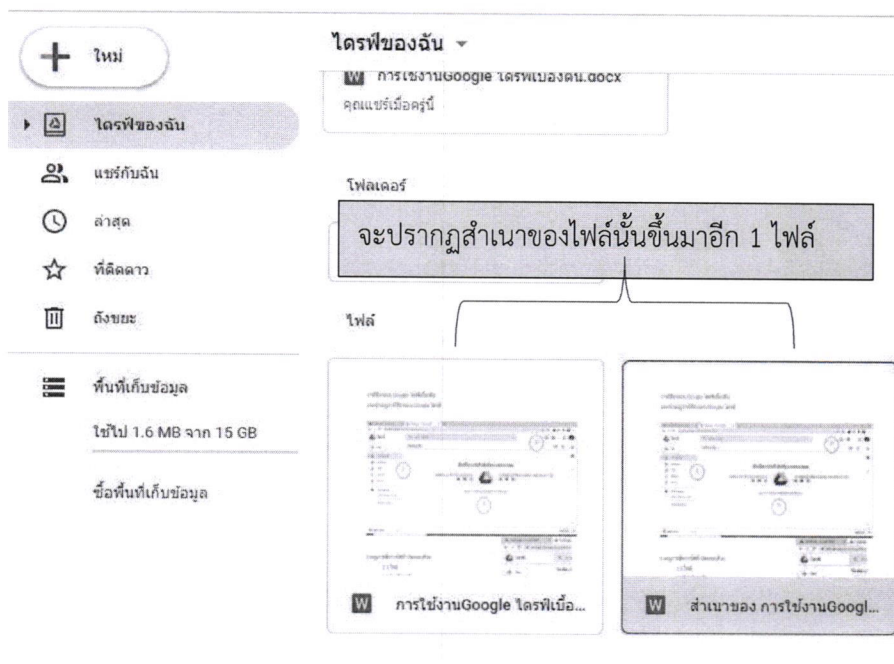 ใหม่
ไดรฟ์ของฉัน
แชร์กับฉัน
ล่าสุด
ที่ติดดาว
ถังขยะ
พื้นที่เก็บข้อมูล
ใช้ไป 1.6 MB จาก 15 GB
ซื้อพื้นที่เก็บข้อมูล
ไดรฟ์ของฉัน
การใช้งานGoogle ไดรฟ์เบื้องต้น.docx
คุณแชร์เมื่อครู่นี้
โฟลเดอร์
จะปรากฏสำเนาของไฟล์นั้นขึ้นมาอีก 1 ไฟล์
ไฟล์
W การใช้งานGoogle ไดรฟ์เบื้อ...
W สำเนาของ การใช้งานGoogl...